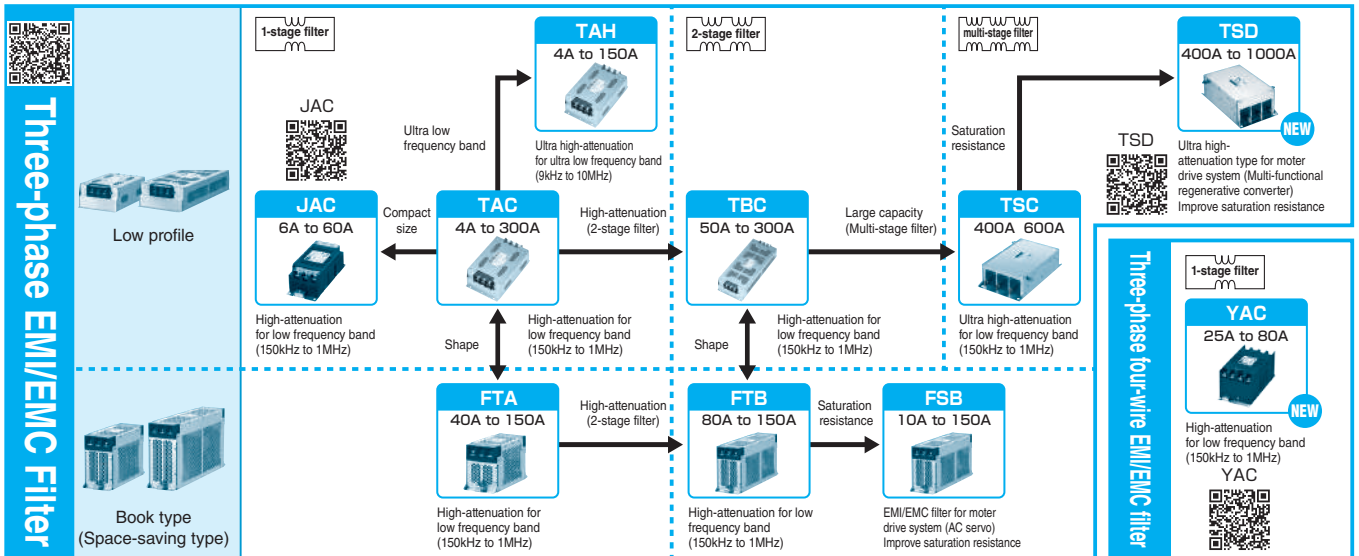 Three-phase EMI/EMC Filter
Low profile
Book type
(Space-saving type)
1-stage filter
JAC
JAC
6A to 60A
High-attenuation
for low frequency band
(150kHz to 1MHz)
Compact
size
Ultra low
frequency band
TAH
4A to 150A
Ultra high-attenuation
for ultra low frequency band
(9kHz to 10MHz)
TAC
4A to 300A
High-attenuation for
low frequency band
(150kHz to 1MHz)
Shape
High-attenuation
(2-stage filter)
FTA
40A to 150A
High-attenuation for
low frequency band
(150kHz to 1MHz)
High-attenuation
(2-stage filter)
2-stage filter
TBC
50A to 300A
High-attenuation for
low frequency band
(150kHz to 1MHz)
Shape
Large capacity
(Multi-stage filter)
FTB
80A to 150A
High-attenuation for low
frequency band
(150kHz to 1MHz)
Saturation
resistance
FSB
10A to 150A
EMI/EMC filter for moter
drive system (AC servo)
Improve saturation resistance
multi-stage filter
TSC
400A 600A
Ultra high-attenuation
for low frequency band
(150kHz to 1MHz)
Saturation
resistance
TSD
TSD
400A to 1000A
NEW
Ultra high-
attenuation type for moter
drive system (Multi-functional
regenerative converter)
Improve saturation resistance
Three-phase four-wire EMI/EMC filter
1-stage filter
YAC
25A to 80A
NEW
High-attenuation
for low frequency band
(150kHz to 1MHz)
YAC